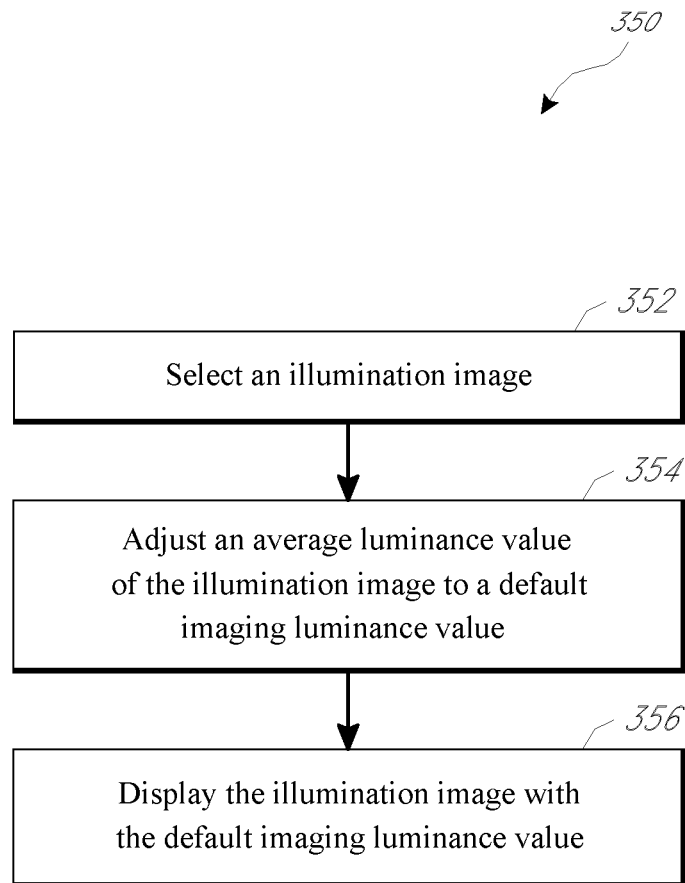 350
352
Select an illumination image
354
Adjust an average luminance value
of the illumination image to a default
imaging luminance value
356
Display the illumination image with
the default imaging luminance value